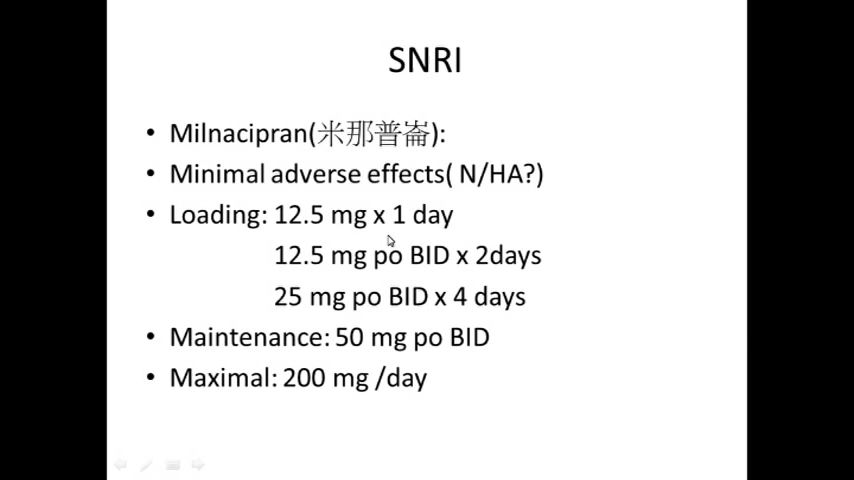 SNRI
• Milnacipran(米那普崙):
• Minimal adverse effects( N/HA?)
• Loading: 12.5 mg x 1 day
12.5 mg po BID x 2days
25 mg po BID x 4 days
• Maintenance: 50 mg po BID
• Maximal: 200 mg /day